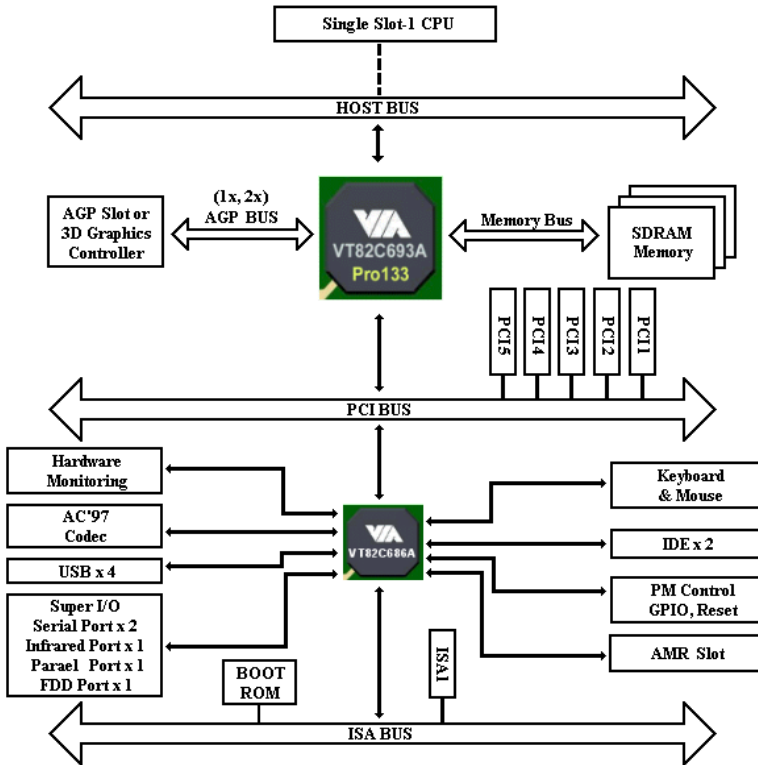 Single Slot-1 CPU
HOST BUS
(1x, 2x)
AGP BUS
AGP Slot or
3D Graphics
Controller
VIA
VT82C693A
Pro133
Memory Bus
SDRAM
Memory
PCI5
PCI4
PCI3
PCI2
PCI1
PCI BUS
Hardware
Monitoring
AC'97
Codec
USB x 4
Super I/O
Serial Port x 2
Infrared Port x 1
Parael Port x 1
FDD Port x 1
VIA
VT82C686A
Keyboard
& Mouse
IDE x 2
PM Control
GPIO, Reset
AMR Slot
BOOT
ROM
ISA1
ISA BUS